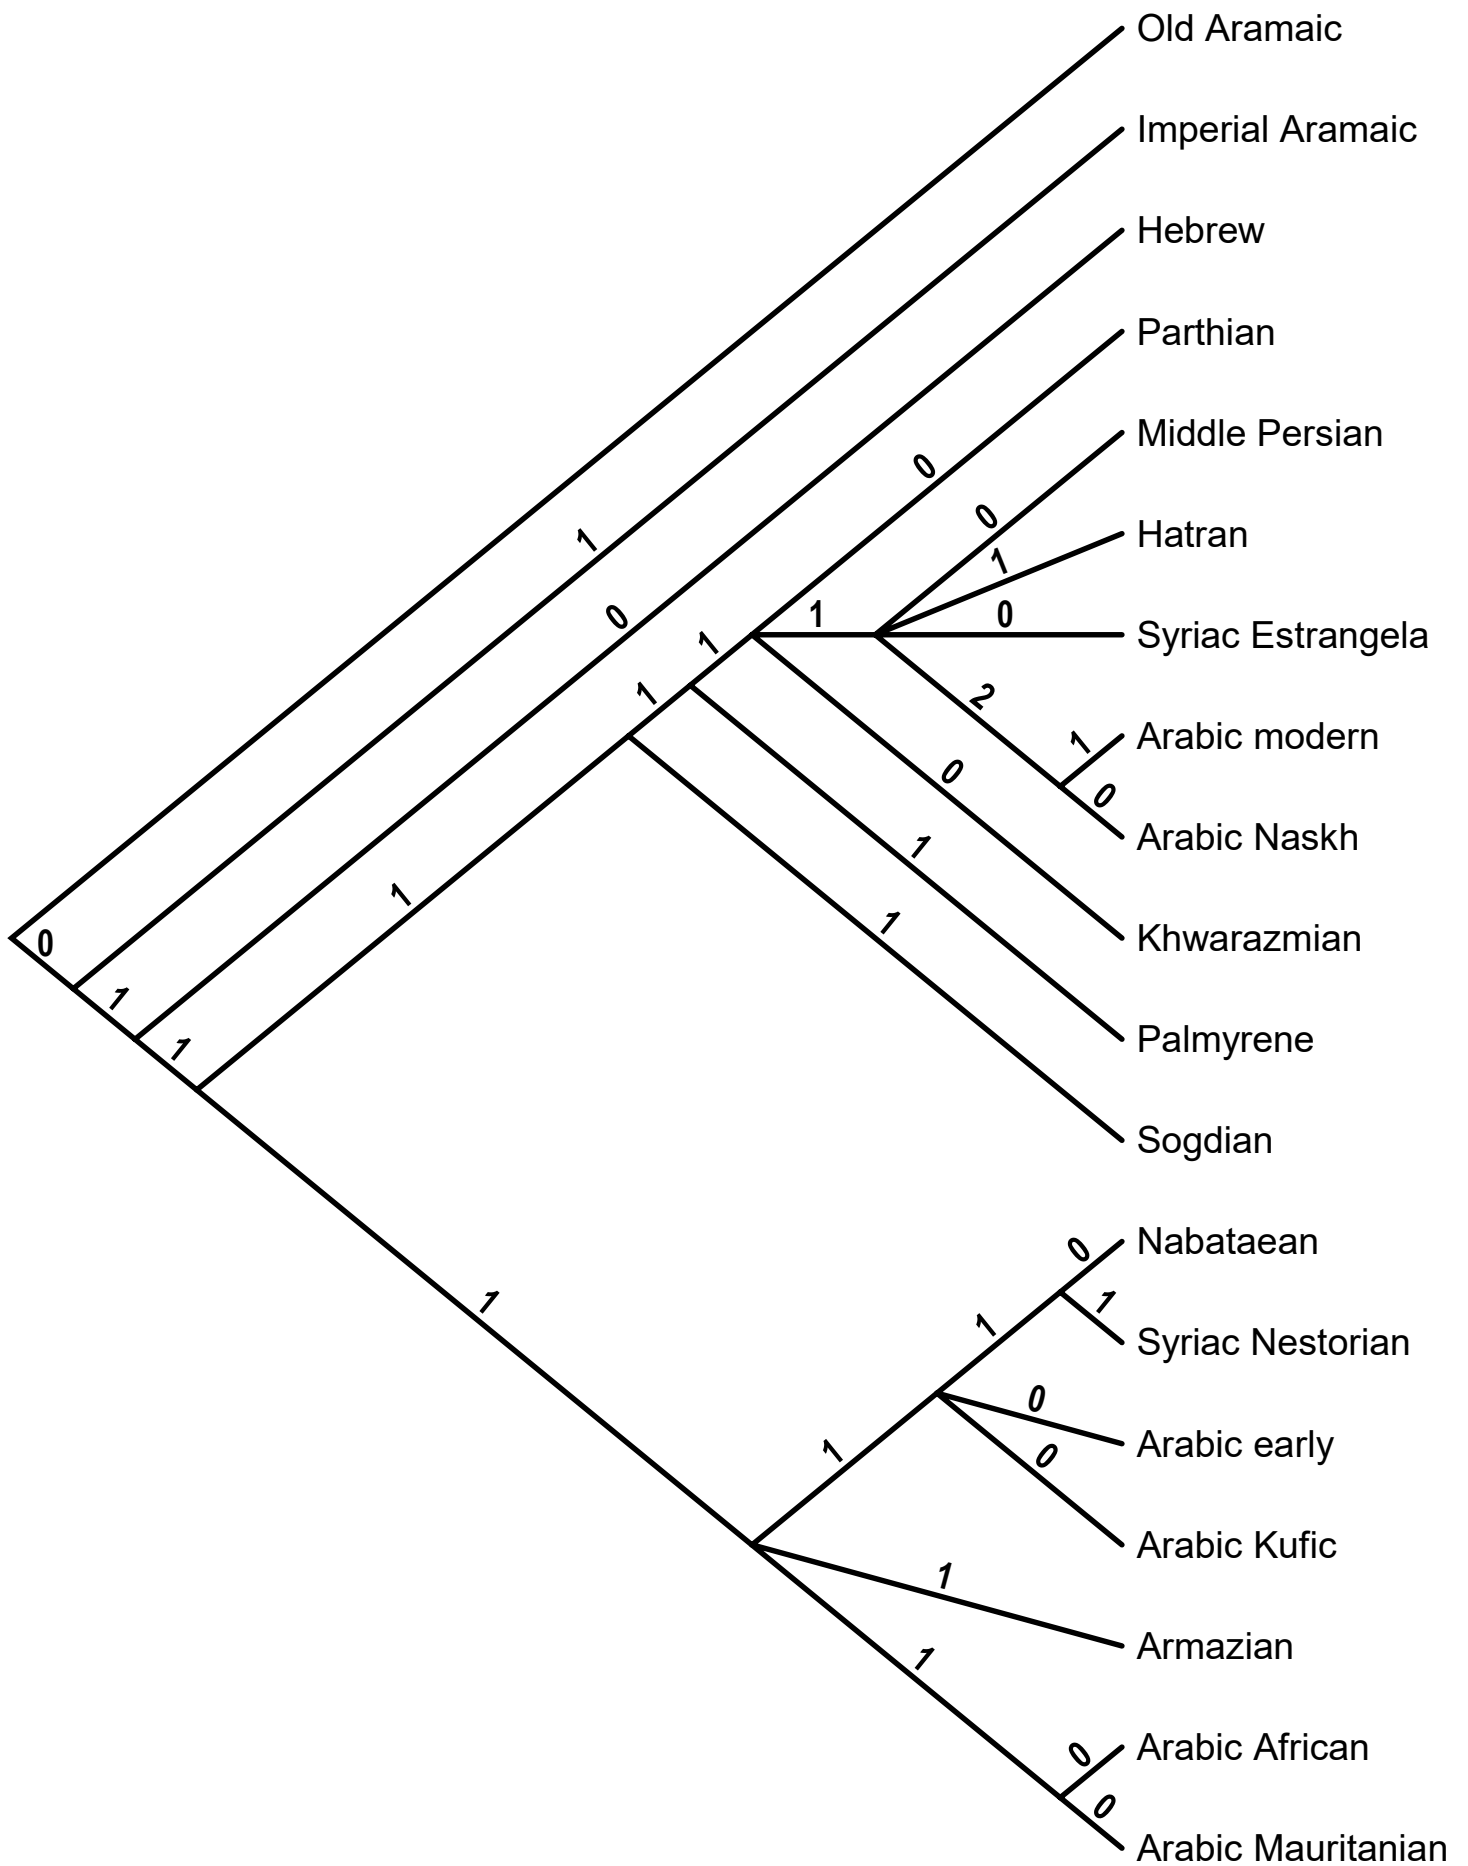 Old Aramaic
Imperial Aramaic
Hebrew
Parthian
0
Middle Persian
0
Hatran
1
1
1 0
Syriac Estrangela
0
1
1
2
Arabic modern
1
0
0
Arabic Naskh
1
1
1
Khwarazmian
0
1
Palmyrene
1
Sogdian
Nabataean
0
1
1
1
Syriac Nestorian
0
Arabic early
1
0
Arabic Kufic
1
Armazian
1
Arabic African
0
0
Arabic Mauritanian